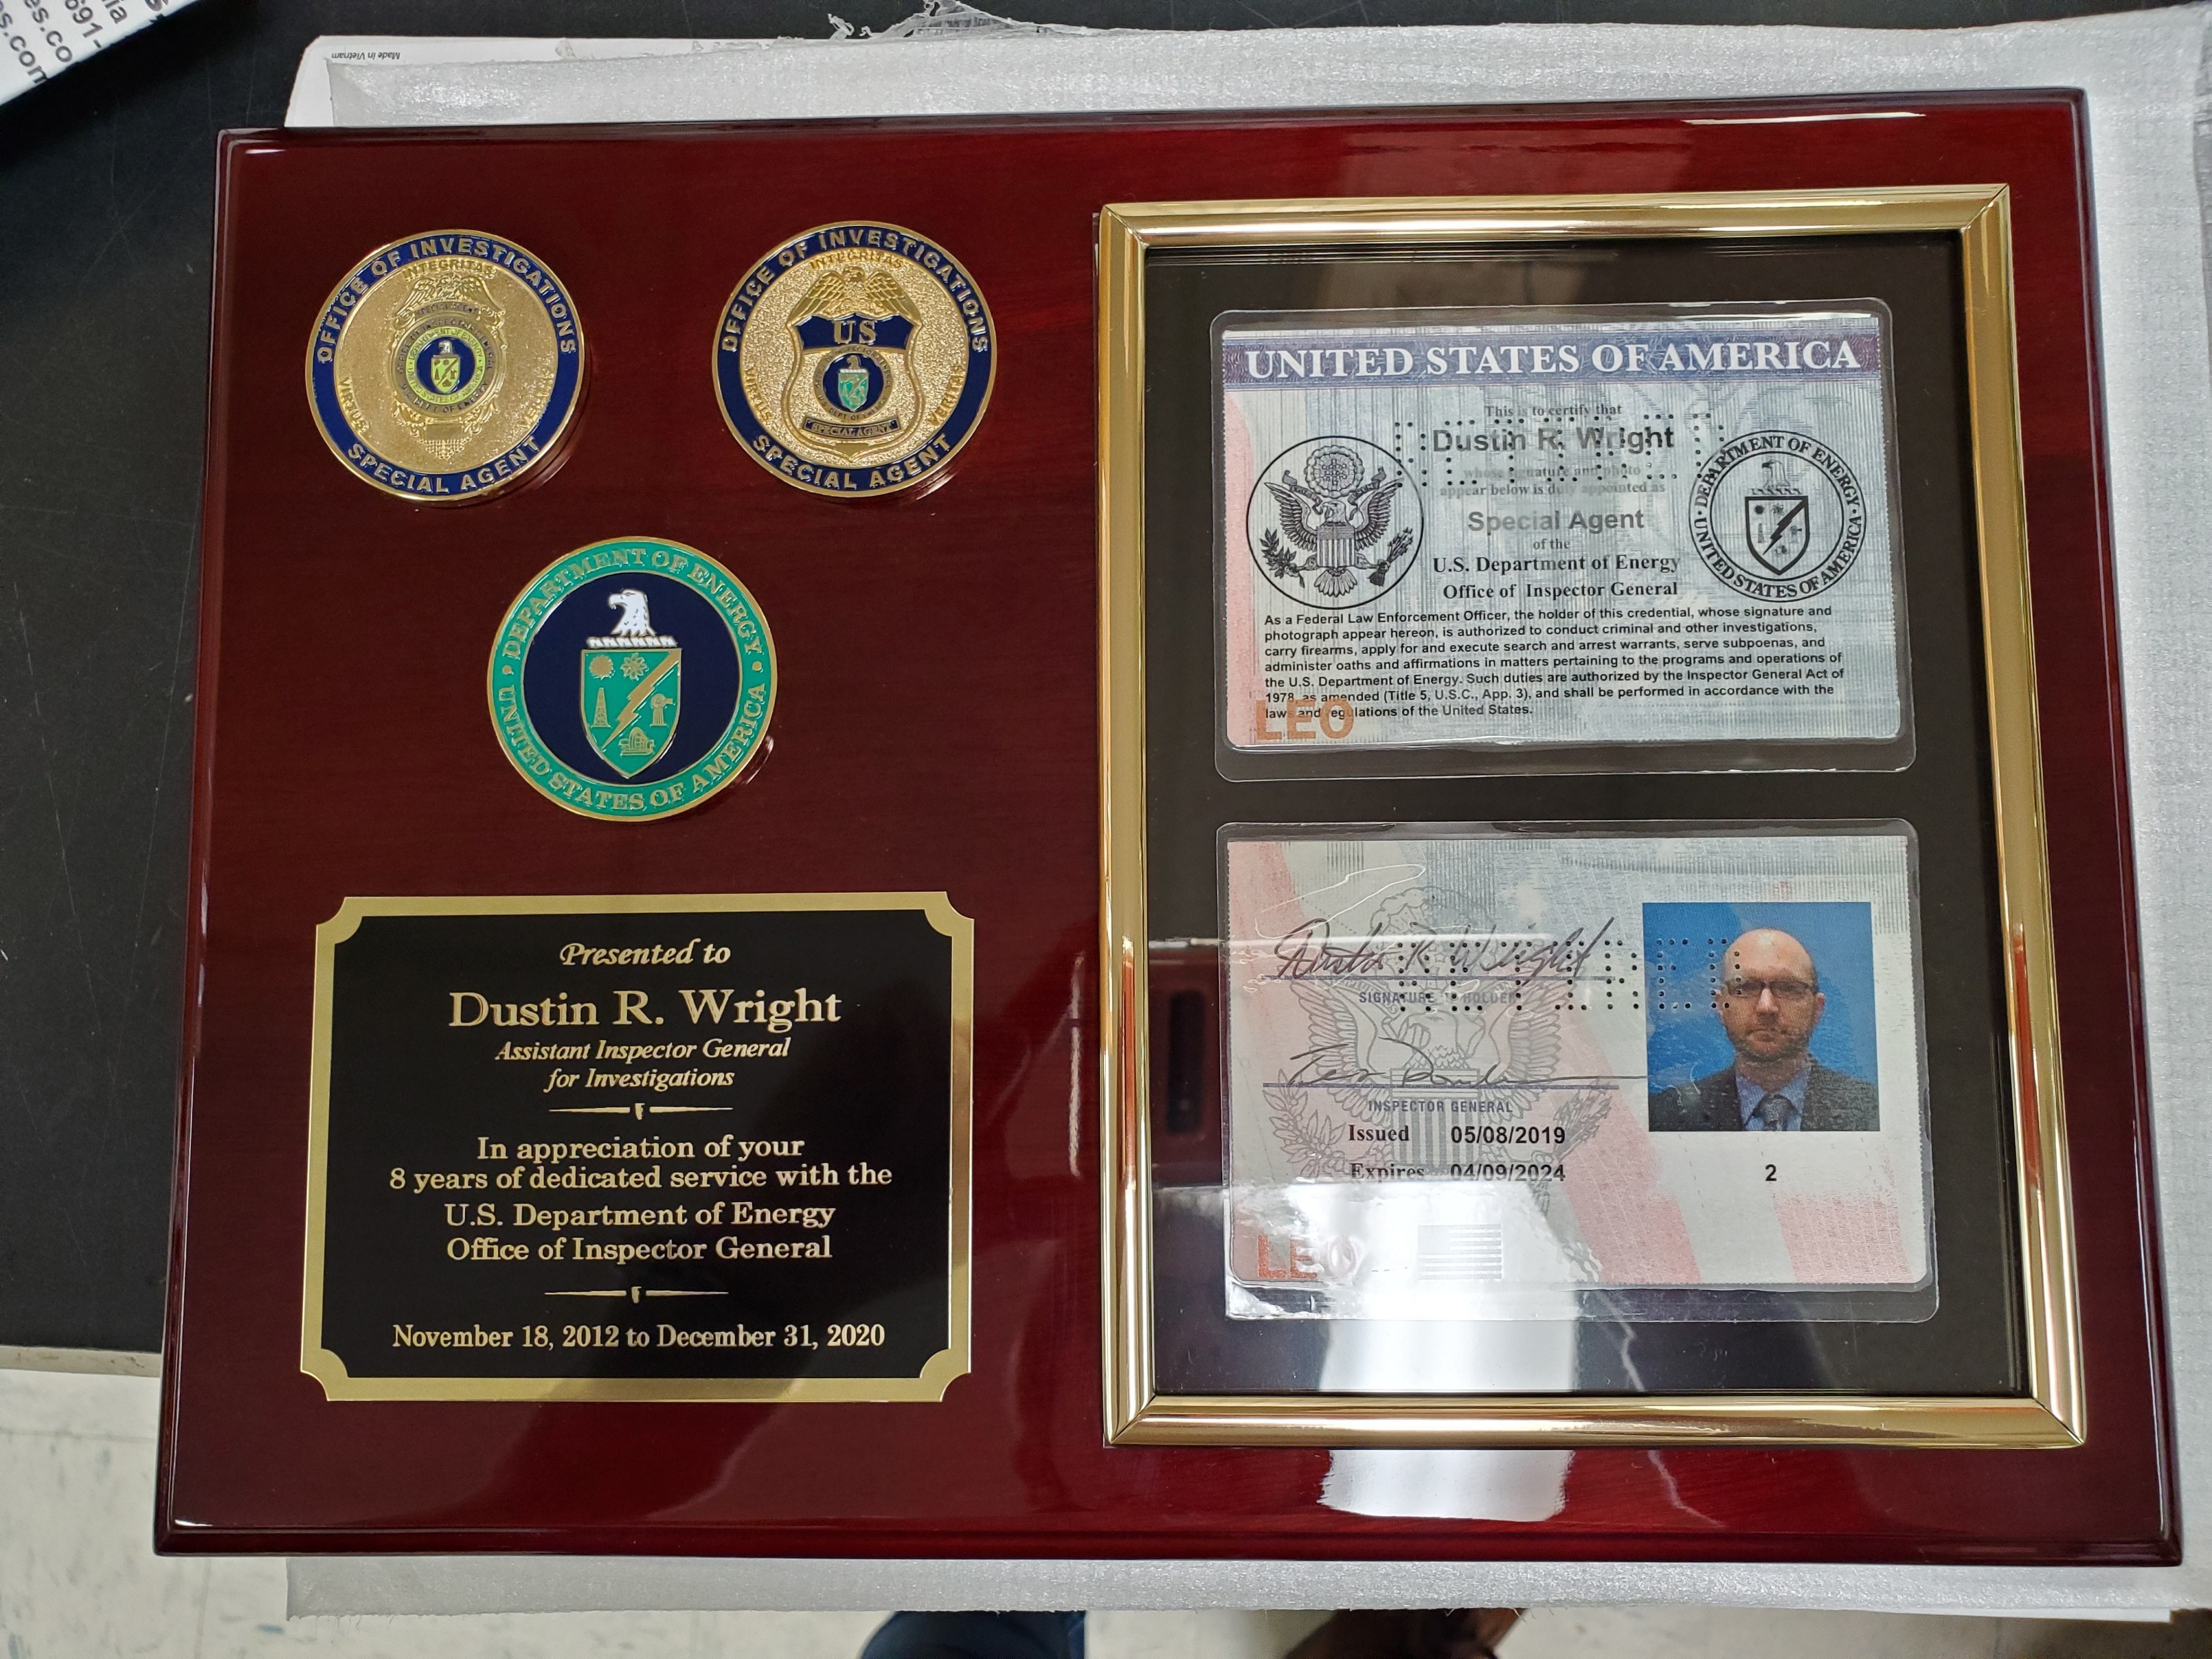 Made in Vietnam
OFFICE OF INVESTIGATIONS
INTEGRITAS
VIRTUS
SPECIAL AGENT
OFFICE OF INVESTIGATIONS
INTEGRITAS
US
VIRTUS
VERITAS
SPECIAL AGENT
SPECIAL AGENT
DEPARTMENT OF ENERGY
UNITED STATES OF AMERICA
Presented to
Dustin R. Wright
Assistant Inspector General
for Investigations
In appreciation of your
8 years of dedicated service with the
U.S. Department of Energy
Office of Inspector General
November 18, 2012 to December 31, 2020
UNITED STATES OF AMERICA
This is to certify that
Dustin R. Wright
whose signature and photo
appear below is duly appointed as
Special Agent
of the
U.S. Department of Energy
Office of Inspector General
DEPARTMENT OF ENERGY
UNITED STATES OF AMERICA
As a Federal Law Enforcement Officer, the holder of this credential, whose signature and
photograph appear hereon, is authorized to conduct criminal and other investigations,
carry firearms, apply for and execute search and arrest warrants, serve subpoenas, and
administer oaths and affirmations in matters pertaining to the programs and operations of
the U.S. Department of Energy. Such duties are authorized by the Inspector General Act of
1978, as amended (Title 5, U.S.C., App. 3), and shall be performed in accordance with the
laws and regulations of the United States.
LEO
Dustin R Wright
SIGNATURE OF HOLDER
RETIRED
INSPECTOR GENERAL
Issued 05/08/2019
Expires 04/09/2024
2
LEO